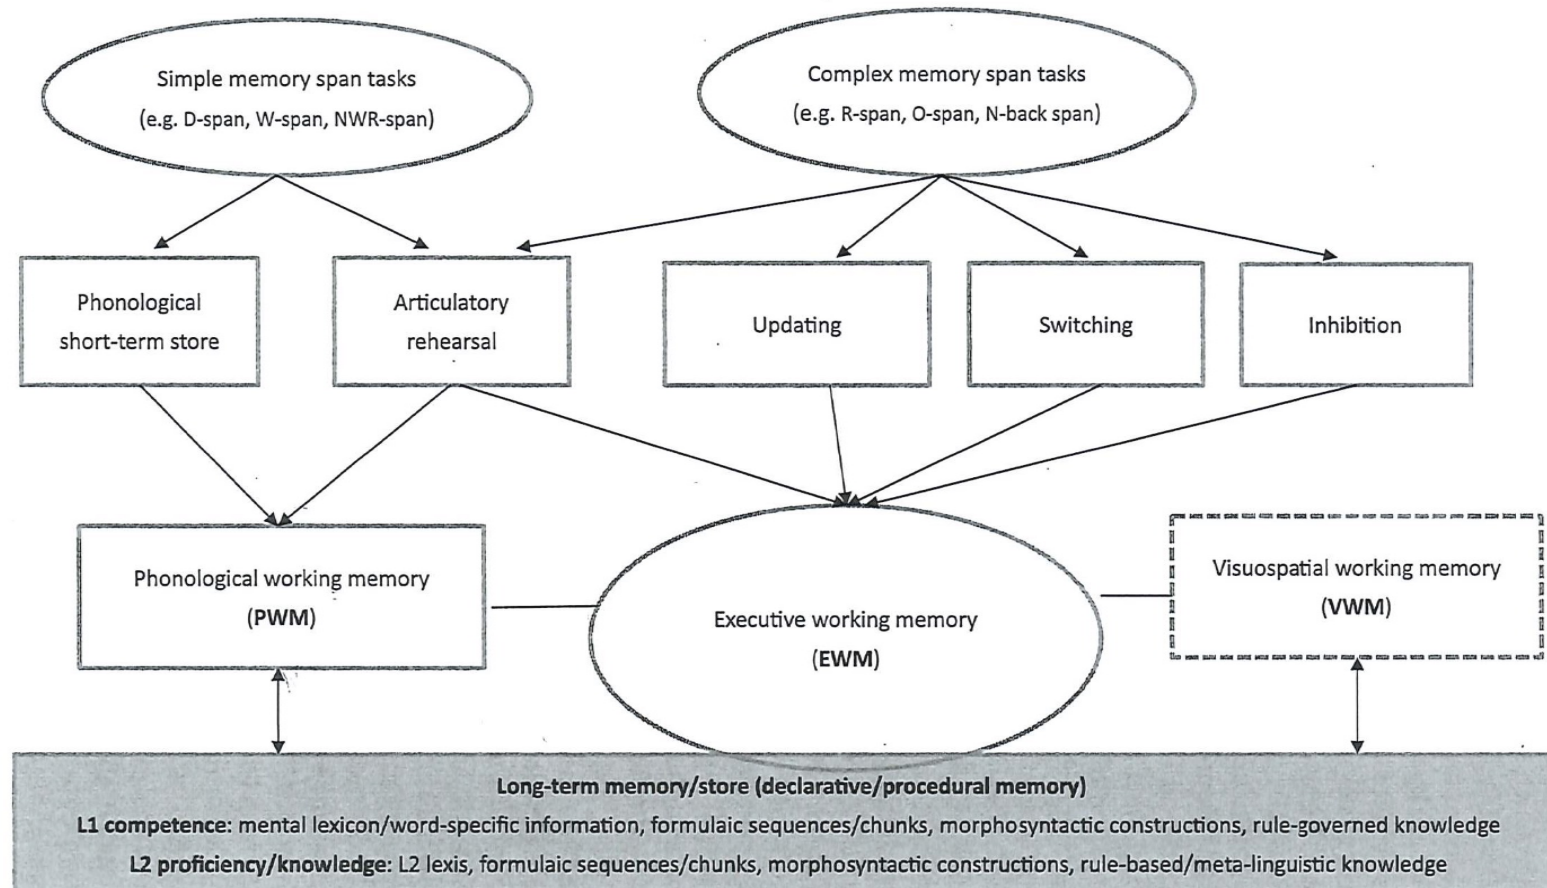 Simple memory span tasks
(e.g. D-span, W-span, NWR-span)
Complex memory span tasks
(e.g. R-span, O-span, N-back span)
Phonological
short-term store
Articulatory
rehearsal
Updating
Switching
Inhibition
Phonological working memory
(PWM)
Executive working memory
(EWM)
Visuospatial working memory
(VWM)
Long-term memory/store (declarative/procedural memory)
L1 competence: mental lexicon/word-specific information, formulaic sequences/chunks, morphosyntactic constructions, rule-governed knowledge
L2 proficiency/knowledge: L2 lexis, formulaic sequences/chunks, morphosyntactic constructions, rule-based/meta-linguistic knowledge